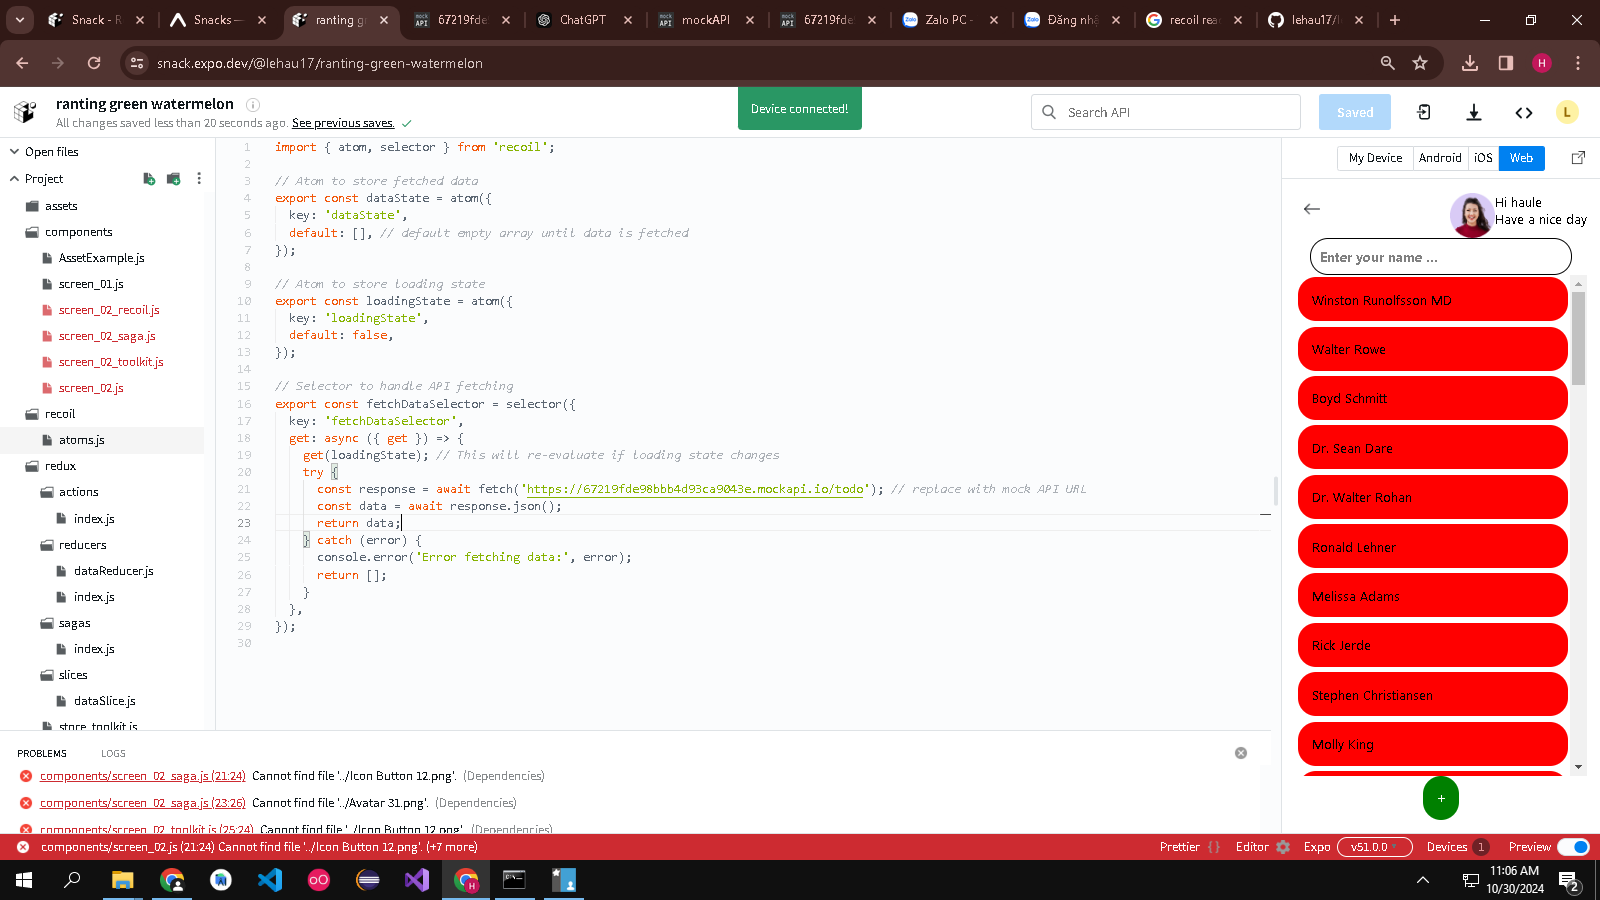 Snack - R
Snacks —
ranting gr
67219fde
ChatGPT
mockAPI
67219fde
Zalo PC -
Đăng nhậ
recoil rea
lehau17/l
snack.expo.dev/@lehau17/ranting-green-watermelon
H
ranting green watermelon
All changes saved less than 20 seconds ago. See previous saves.
Device connected!
Search API
Saved
L
Open files
Project
assets
components
AssetExample.js
screen_01.js
screen_02_recoil.js
screen_02_saga.js
screen_02_toolkit.js
screen_02.js
recoil
atoms.js
redux
actions
index.js
reducers
dataReducer.js
index.js
sagas
index.js
slices
dataSlice.js
store_toolkit.js
1 import { atom, selector } from 'recoil';
2
3 // Atom to store fetched data
4 export const dataState = atom({
5 key: 'dataState',
6 default: [], // default empty array until data is fetched
7 });
8
9 // Atom to store loading state
10 export const loadingState = atom({
11 key: 'loadingState',
12 default: false,
13 });
14
15 // Selector to handle API fetching
16 export const fetchDataSelector = selector({
17 key: 'fetchDataSelector',
18 get: async ({ get }) => {
19 get(loadingState); // This will re-evaluate if loading state changes
20 try {
21 const response = await fetch('https://67219fde98bbb4d93ca9043e.mockapi.io/todo'); // replace with mock API URL
22 const data = await response.json();
23 return data;
24 } catch (error) {
25 console.error('Error fetching data:', error);
26 return [];
27 }
28 },
29 });
30
My Device
Android
iOS
Web
Hi haule
Have a nice day
Enter your name ...
Winston Runolfsson MD
Walter Rowe
Boyd Schmitt
Dr. Sean Dare
Dr. Walter Rohan
Ronald Lehner
Melissa Adams
Rick Jerde
Stephen Christiansen
Molly King
+
PROBLEMS
LOGS
components/screen_02_saga.js (21:24) Cannot find file '../Icon Button 12.png'. (Dependencies)
components/screen_02_saga.js (23:26) Cannot find file '../Avatar 31.png'. (Dependencies)
components/screen_02_toolkit.js (25:24) Cannot find file '../Icon Button 12.png'. (Dependencies)
components/screen_02.js (21:24) Cannot find file '../Icon Button 12.png'. (+7 more)
Prettier { }
Editor
Expo
v51.0.0
Devices 1
Preview
11:06 AM
10/30/2024
2